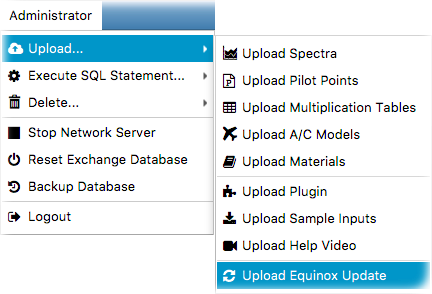 Administrator
Upload...
Execute SQL Statement...
Delete...
Stop Network Server
Reset Exchange Database
Backup Database
Logout
Upload Spectra
Upload Pilot Points
Upload Multiplication Tables
Upload A/C Models
Upload Materials
Upload Plugin
Upload Sample Inputs
Upload Help Video
Upload Equinox Update